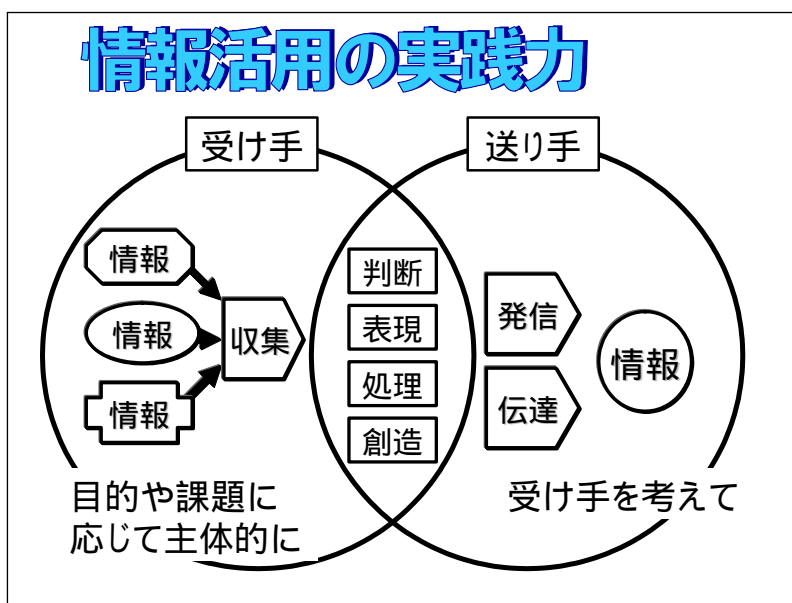 情報活用の実践力
受け手
送り手
情報
情報
情報
収集
判断
表現
処理
創造
発信
伝達
情報
目的や課題に
応じて主体的に
受け手を考えて